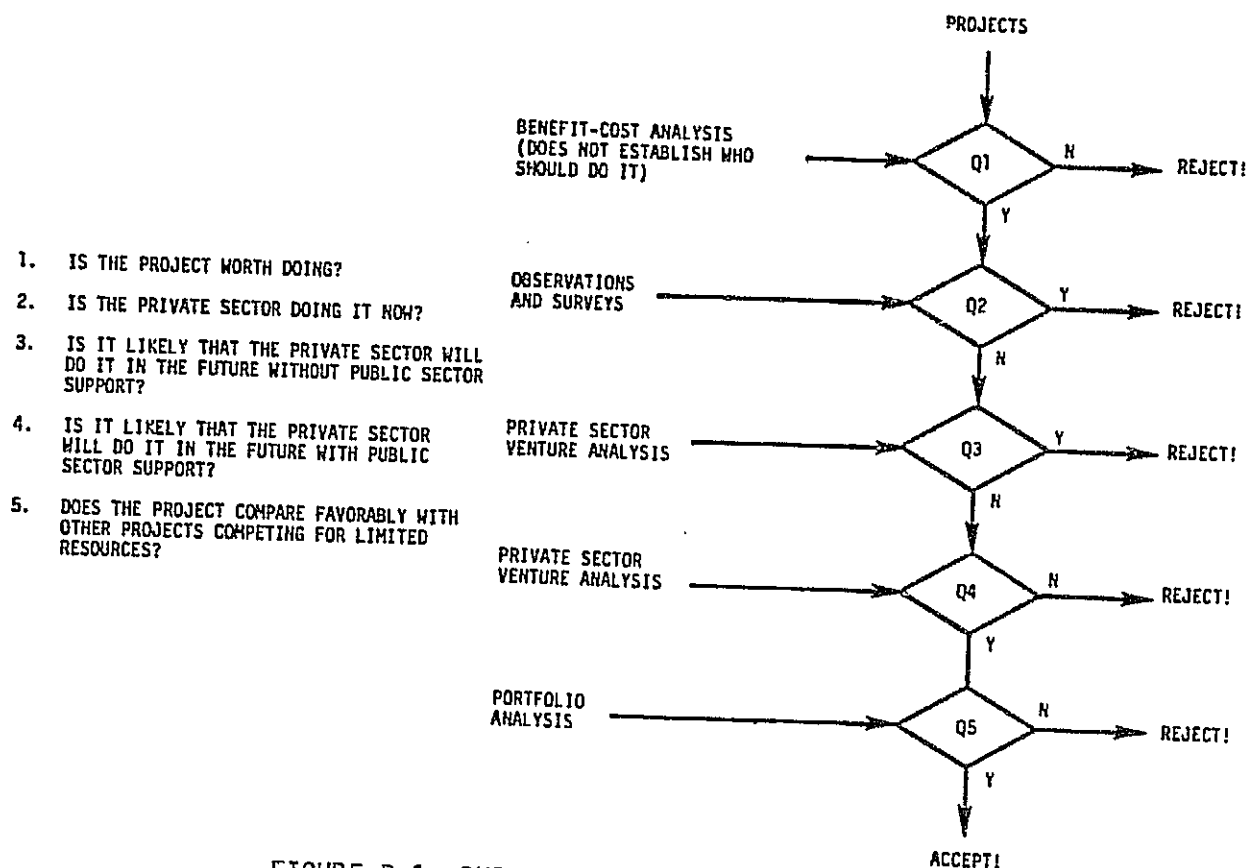 PROJECTS
BENEFIT-COST ANALYSIS
(DOES NOT ESTABLISH WHO
SHOULD DO IT)
Q1
N
REJECT!
Y
1. IS THE PROJECT WORTH DOING?
2. IS THE PRIVATE SECTOR DOING IT NOW?
3. IS IT LIKELY THAT THE PRIVATE SECTOR WILL
DO IT IN THE FUTURE WITHOUT PUBLIC SECTOR
SUPPORT?
4. IS IT LIKELY THAT THE PRIVATE SECTOR
WILL DO IT IN THE FUTURE WITH PUBLIC
SECTOR SUPPORT?
5. DOES THE PROJECT COMPARE FAVORABLY WITH
OTHER PROJECTS COMPETING FOR LIMITED
RESOURCES?
OBSERVATIONS
AND SURVEYS
Q2
Y
REJECT!
N
PRIVATE SECTOR
VENTURE ANALYSIS
Q3
Y
REJECT!
N
PRIVATE SECTOR
VENTURE ANALYSIS
Q4
N
REJECT!
Y
PORTFOLIO
ANALYSIS
Q5
N
REJECT!
Y
ACCEPT!
FIGURE